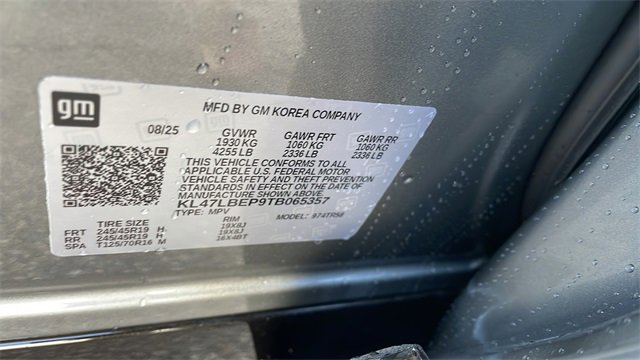 gm
MFD BY GM KOREA COMPANY
08/25 GVWR GAWR FRT GAWR RR
1930 KG 1060 KG 1060 KG
4255 LB 2336 LB 2336 LB
THIS VEHICLE CONFORMS TO ALL
APPLICABLE U.S. FEDERAL MOTOR
VEHICLE SAFETY AND THEFT PREVENTION
STANDARDS IN EFFECT ON THE DATE OF
MANUFACTURE SHOWN ABOVE.
KL47LBEP9TB065357
TYPE: MPV MODEL: 974TR58
TIRE SIZE RIM
FRT 245/45R19 H 19X8J
RR 245/45R19 H 19X8J
SPA T125/70R16 M 16X4BT